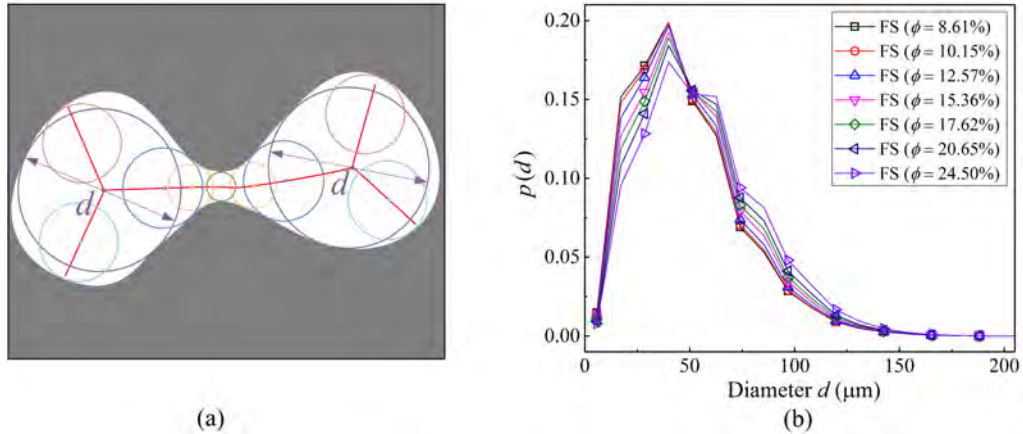 d
d
(a)
p(d)
0.20
0.15
0.10
0.05
0.00
FS (ϕ = 8.61%)
FS (ϕ = 10.15%)
FS (ϕ = 12.57%)
FS (ϕ = 15.36%)
FS (ϕ = 17.62%)
FS (ϕ = 20.65%)
FS (ϕ = 24.50%)
0 50 100 150 200
Diameter d (μm)
(b)